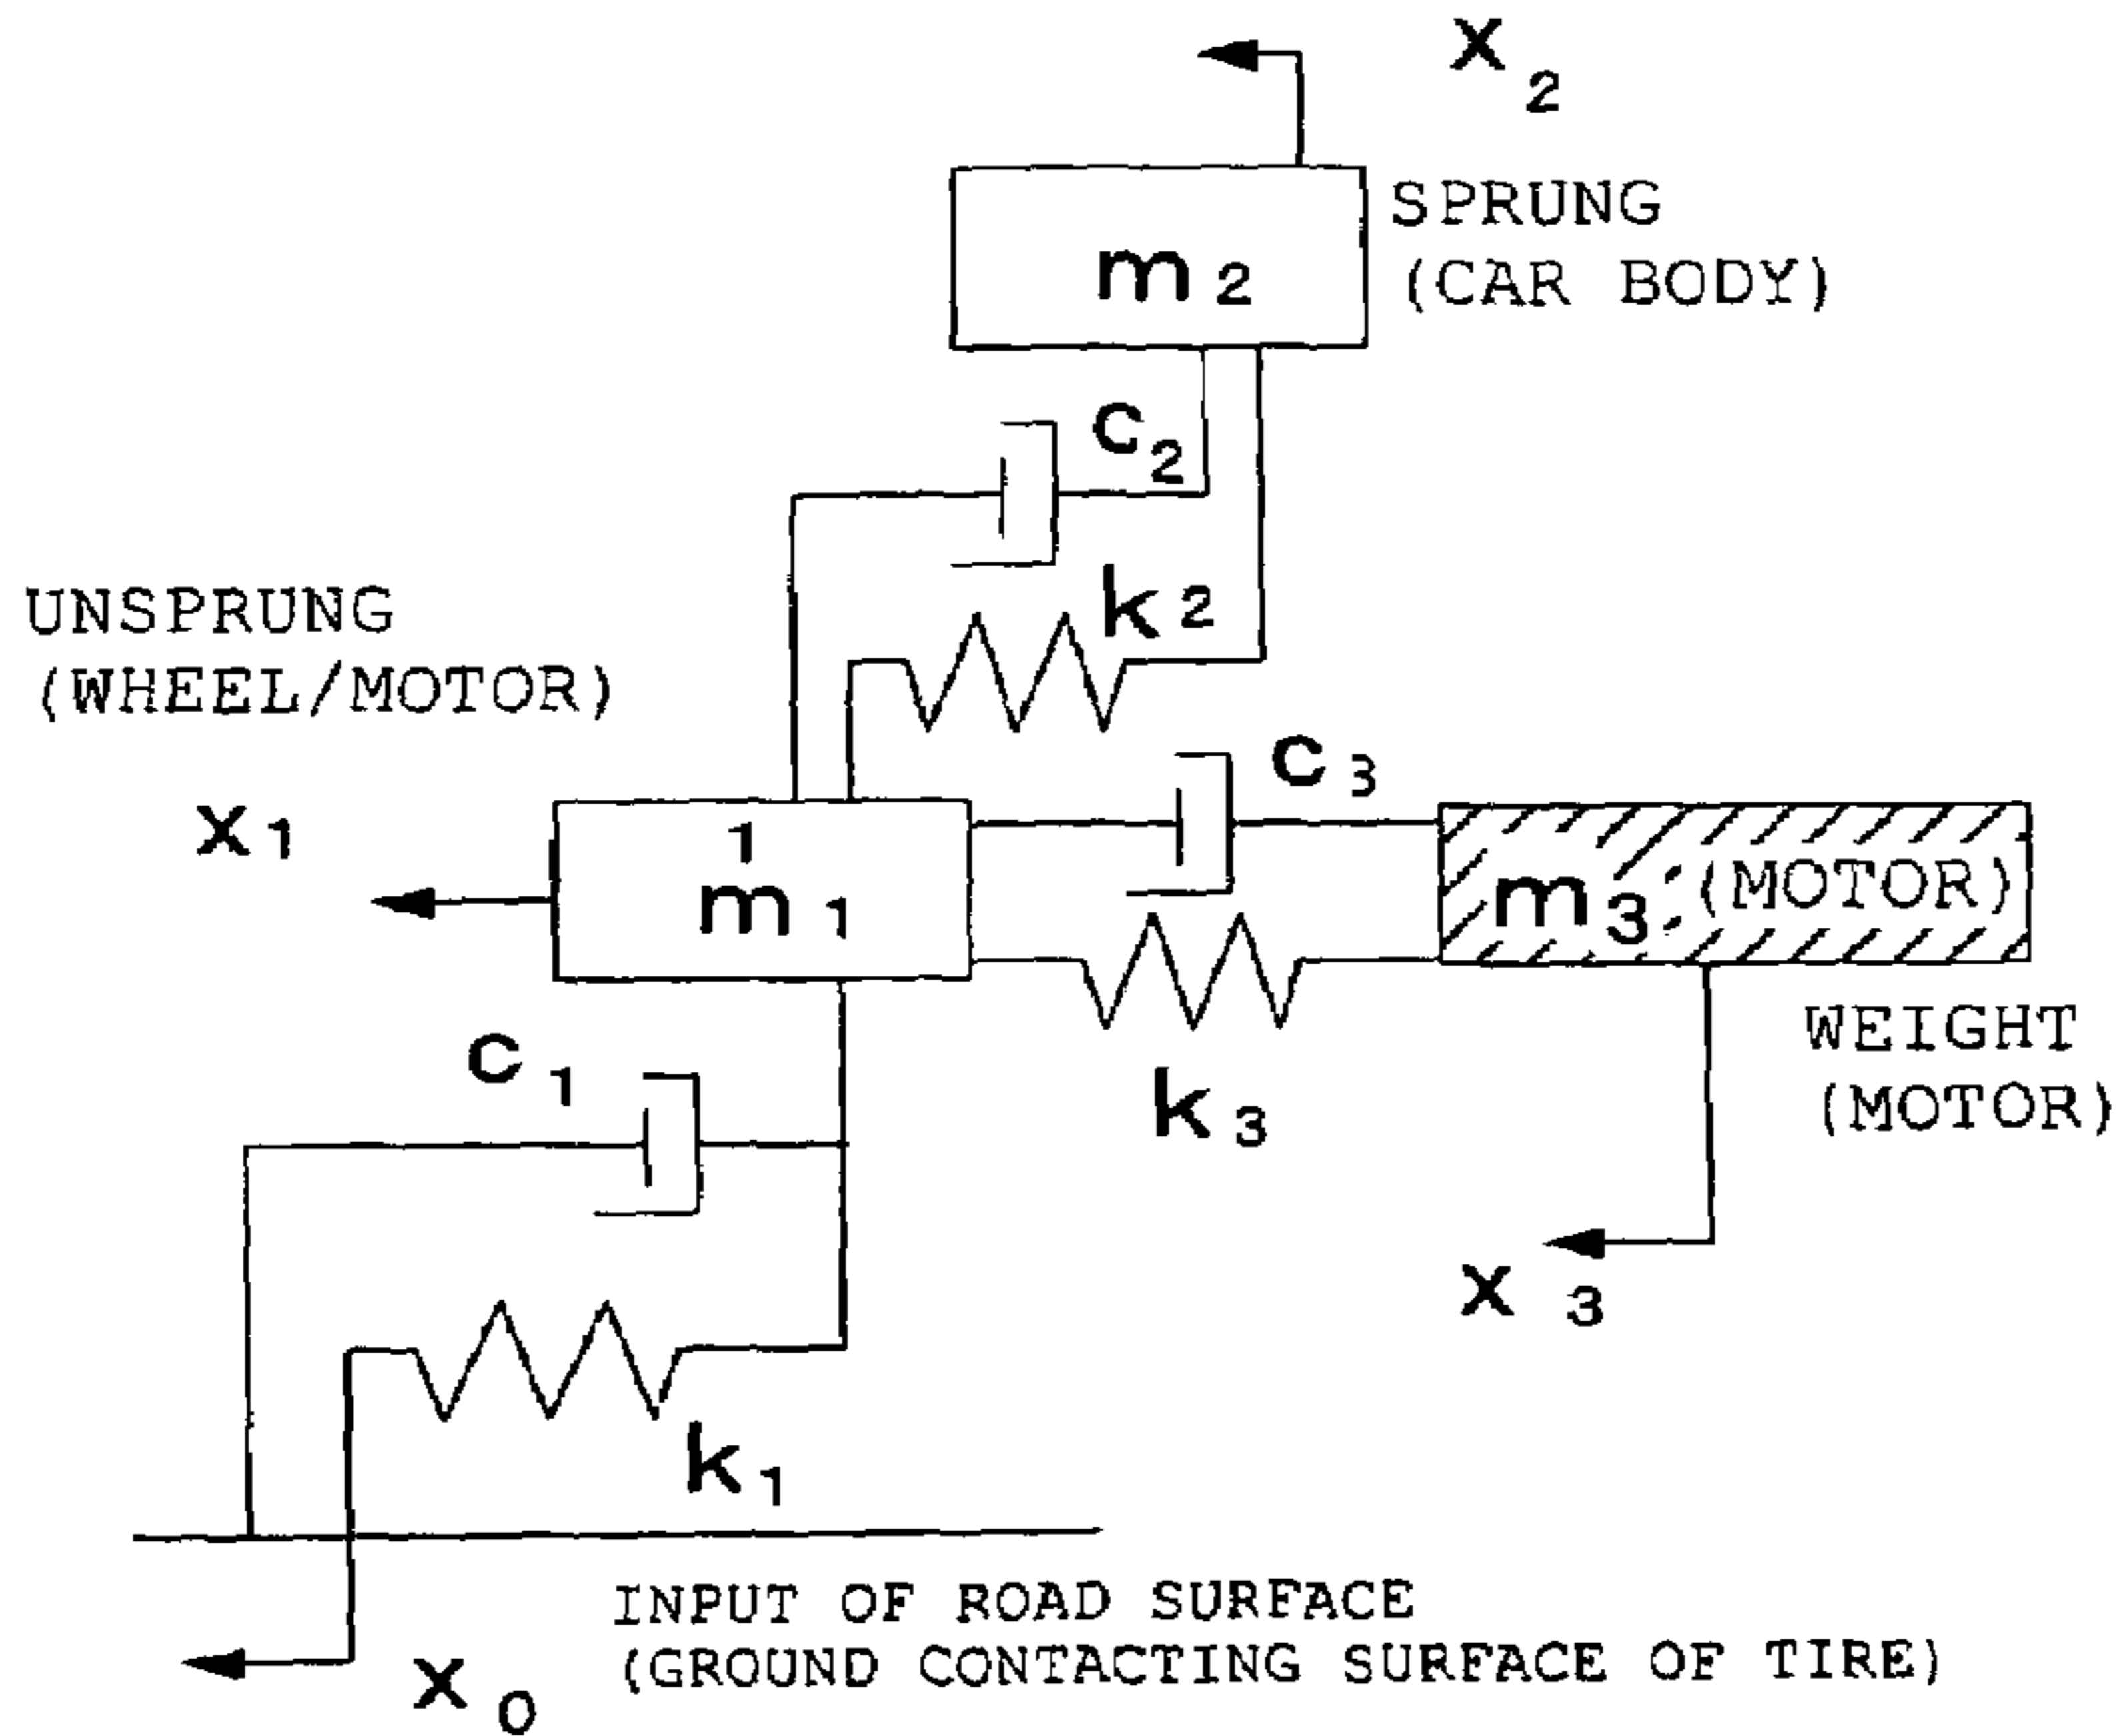 x2
SPRUNG
(CAR BODY)
m2
c2
k2
UNSPRUNG
(WHEEL/MOTOR)
c3
x1
1
m1
m3 (MOTOR)
WEIGHT
(MOTOR)
k3
c1
x3
k1
INPUT OF ROAD SURFACE
(GROUND CONTACTING SURFACE OF TIRE)
x0